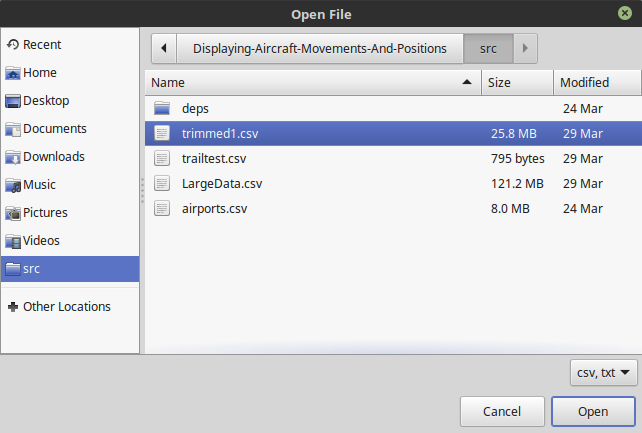 Open File
Recent
Home
Desktop
Documents
Downloads
Music
Pictures
Videos
src
Other Locations
Displaying-Aircraft-Movements-And-Positions src
Name Size Modified
deps 24 Mar
trimmed1.csv 25.8 MB 29 Mar
trailtest.csv 795 bytes 29 Mar
LargeData.csv 121.2 MB 29 Mar
airports.csv 8.0 MB 24 Mar
csv, txt
Cancel Open